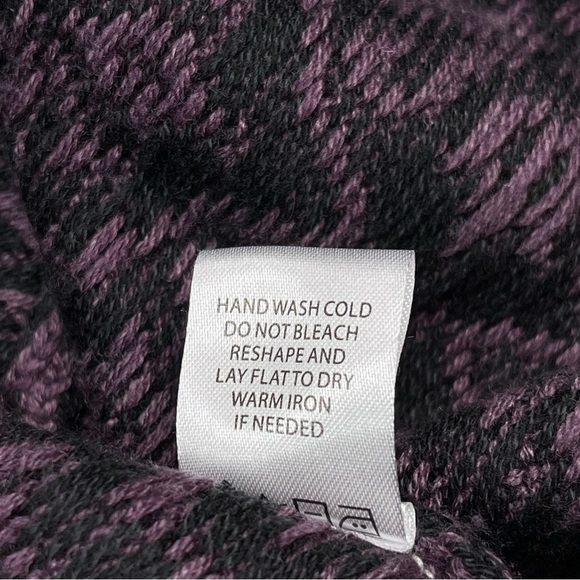 HAND WASH COLD
DO NOT BLEACH
RESHAPE AND
LAY FLAT TO DRY
WARM IRON
IF NEEDED